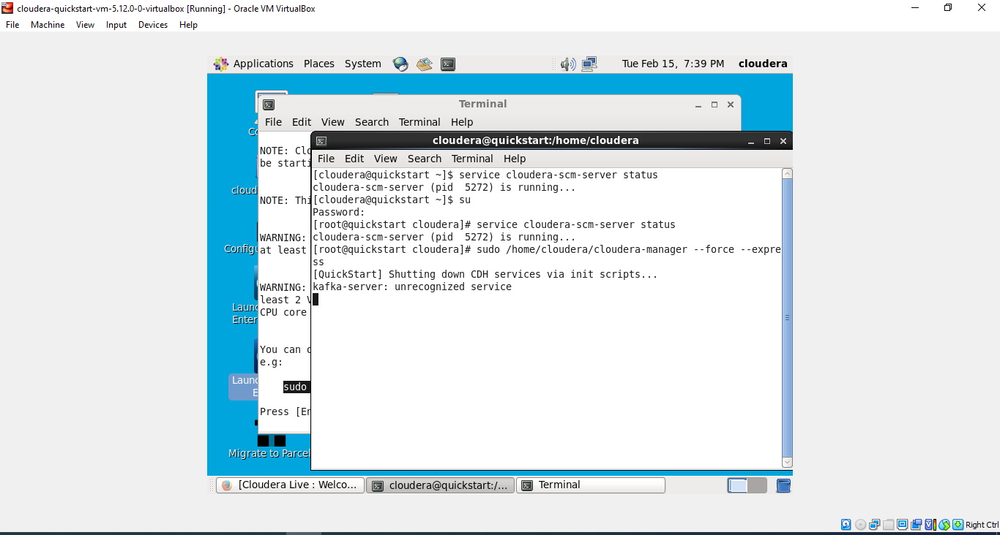 cloudera-quickstart-vm-5.12.0-0-virtualbox [Running] - Oracle VM VirtualBox
File Machine View Input Devices Help
Applications Places System Tue Feb 15, 7:39 PM cloudera
Terminal
File Edit View Search Terminal Help
NOTE: Clo
be starti
NOTE: Thi
WARNING:
at least
WARNING:
least 2 V
CPU core
You can o
e.g:
sudo
Press [En
Co
cloud
Configu
Laun
Enter
Laun
E
Migrate to Parcel
cloudera@quickstart:/home/cloudera
File Edit View Search Terminal Help
[cloudera@quickstart ~]$ service cloudera-scm-server status
cloudera-scm-server (pid  5272) is running...
[cloudera@quickstart ~]$ su
Password:
[root@quickstart cloudera]# service cloudera-scm-server status
cloudera-scm-server (pid  5272) is running...
[root@quickstart cloudera]# sudo /home/cloudera/cloudera-manager --force --expre
ss
[QuickStart] Shutting down CDH services via init scripts...
kafka-server: unrecognized service
[Cloudera Live : Welco... cloudera@quickstart:/... Terminal
Right Ctrl